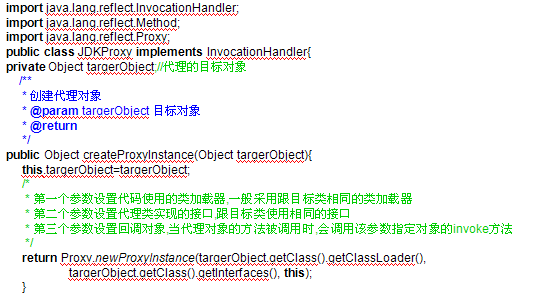 import java.lang.reflect.InvocationHandler;
import java.lang.reflect.Method;
import java.lang.reflect.Proxy;
public class JDKProxy implements InvocationHandler{
private Object targerObject;//代理的目标对象
/**
* 创建代理对象
* @param targerObject 目标对象
* @return
*/
public Object createProxyInstance(Object targerObject){
this.targerObject=targerObject;
/*
* 第一个参数设置代码使用的类加载器,一般采用跟目标类相同的类加载器
* 第二个参数设置代理类实现的接口,跟目标类使用相同的接口
* 第三个参数设置回调对象,当代理对象的方法被调用时,会调用该参数指定对象的invoke方法
*/
return Proxy.newProxyInstance(targerObject.getClass().getClassLoader(),
targerObject.getClass().getInterfaces(), this);
}